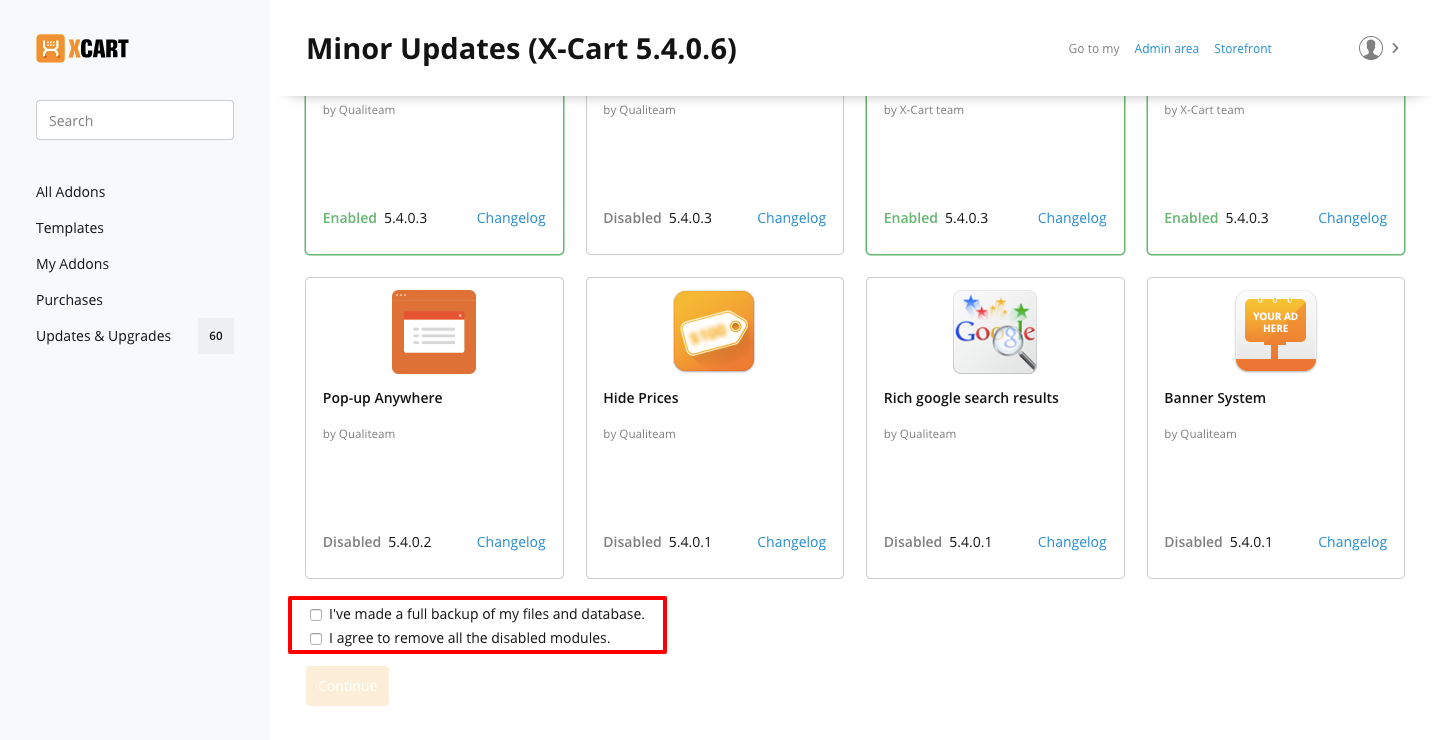 XCART
Minor Updates (X-Cart 5.4.0.6)
Go to my Admin area Storefront
Search
All Addons
Templates
My Addons
Purchases
Updates & Upgrades 60
by Qualiteam by Qualiteam by X-Cart team by X-Cart team
Enabled 5.4.0.3 Changelog Disabled 5.4.0.3 Changelog Enabled 5.4.0.3 Changelog Enabled 5.4.0.3 Changelog
$100
Google
YOUR AD
HERE
Pop-up Anywhere Hide Prices Rich google search results Banner System
by Qualiteam by Qualiteam by Qualiteam by Qualiteam
Disabled 5.4.0.2 Changelog Disabled 5.4.0.1 Changelog Disabled 5.4.0.1 Changelog Disabled 5.4.0.1 Changelog
I've made a full backup of my files and database.
I agree to remove all the disabled modules.
Continue